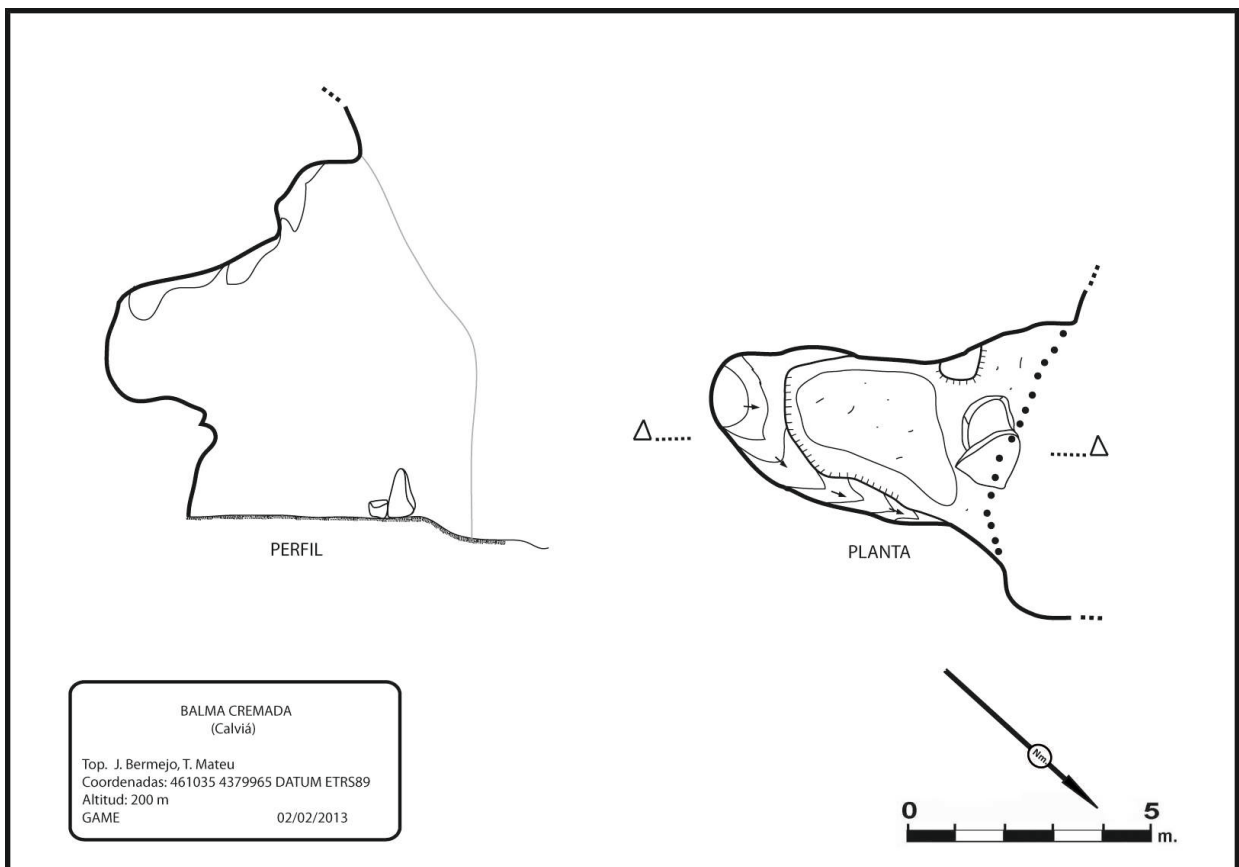 PERFIL
PLANTA
Δ
Δ
BALMA CREMADA
(Calviá)
Top. J. Bermejo, T. Mateu
Coordenadas: 461035 4379965 DATUM ETRS89
Altitud: 200 m
GAME 02/02/2013
Nm.
0 5
m.